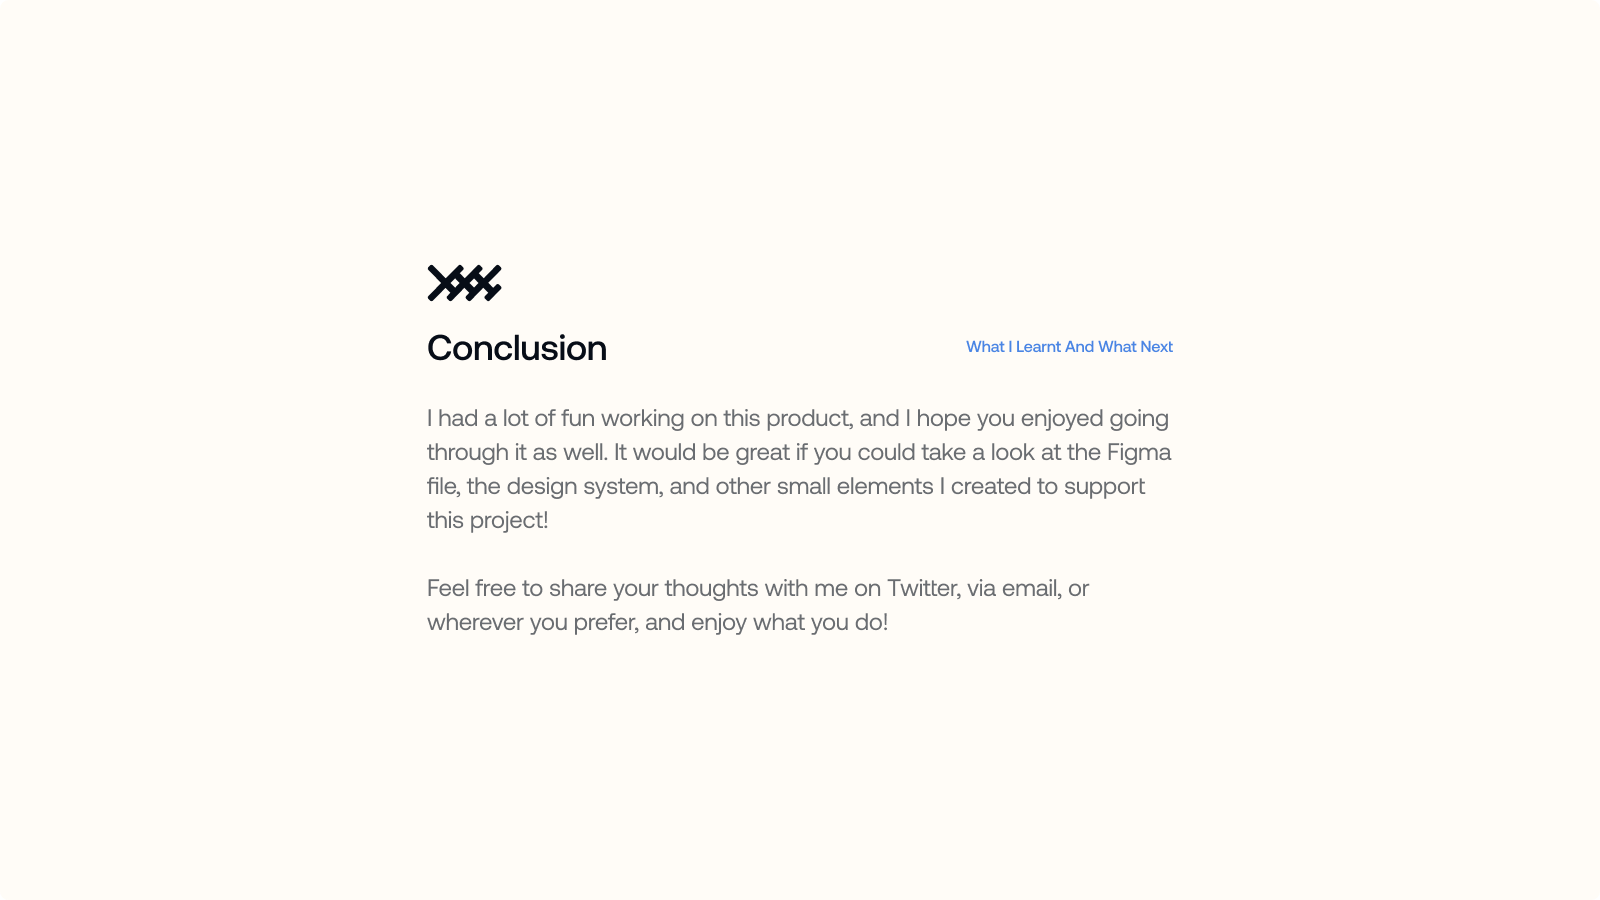 Conclusion
What I Learnt And What Next
I had a lot of fun working on this product, and I hope you enjoyed going
through it as well. It would be great if you could take a look at the Figma
file, the design system, and other small elements I created to support
this project!
Feel free to share your thoughts with me on Twitter, via email, or
wherever you prefer, and enjoy what you do!